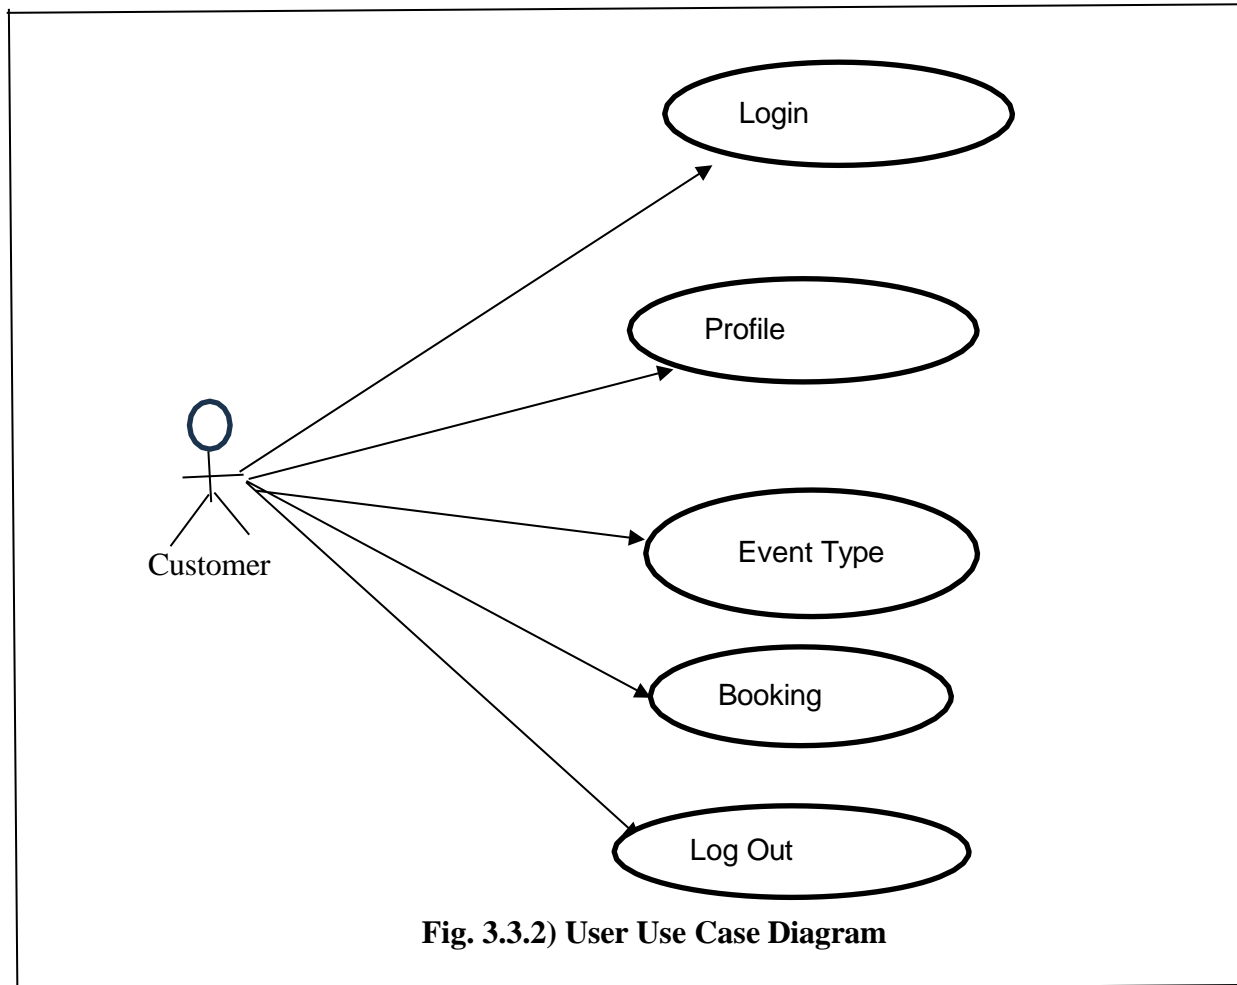 Login
Profile
Event Type
Customer
Booking
Log Out
Fig. 3.3.2) User Use Case Diagram